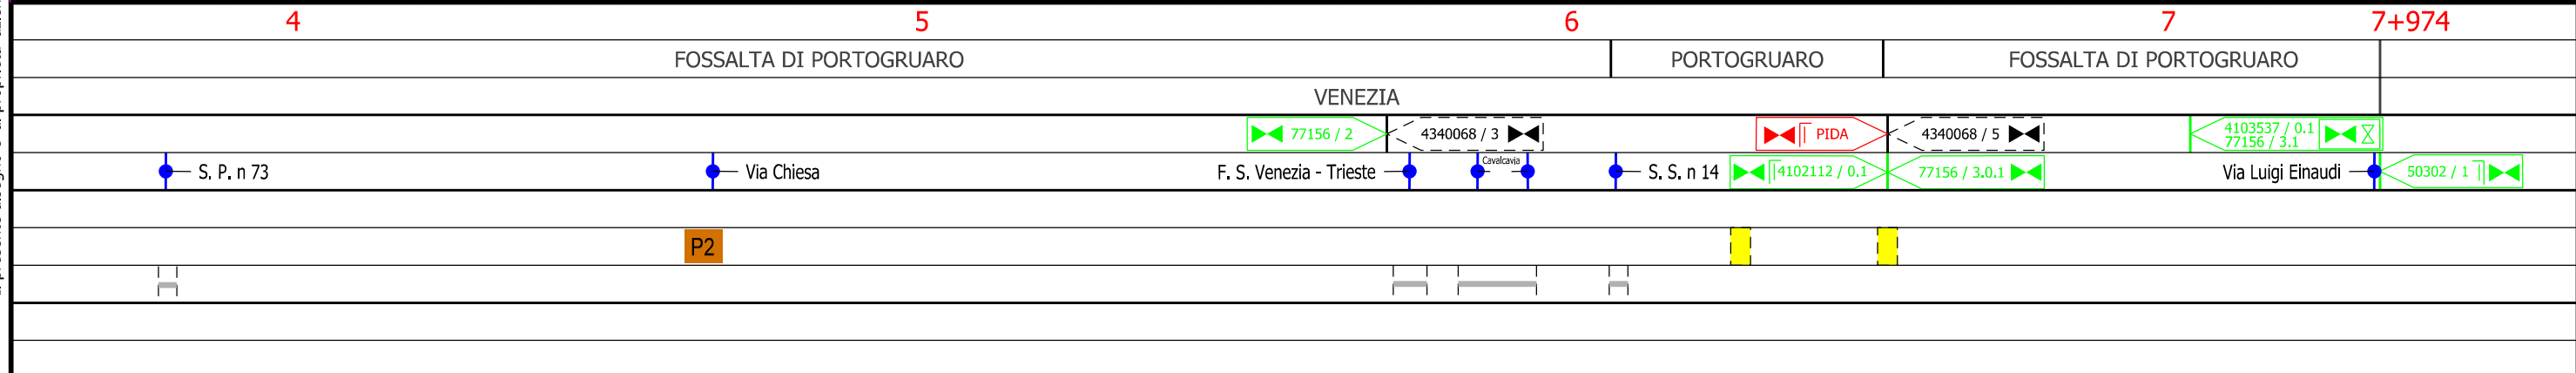 4 5 6 7 7+974
FOSSALTA DI PORTOGRUARO PORTOGRUARO FOSSALTA DI PORTOGRUARO
VENEZIA
77156 / 2 4340068 / 3 PIDA 4340068 / 5 4103537 / 0.1
77156 / 3.1
S. P. n 73 Via Chiesa F. S. Venezia - Trieste Cavalcavia S. S. n 14 4102112 / 0.1 77156 / 3.0.1 Via Luigi Einaudi 50302 / 1
P2